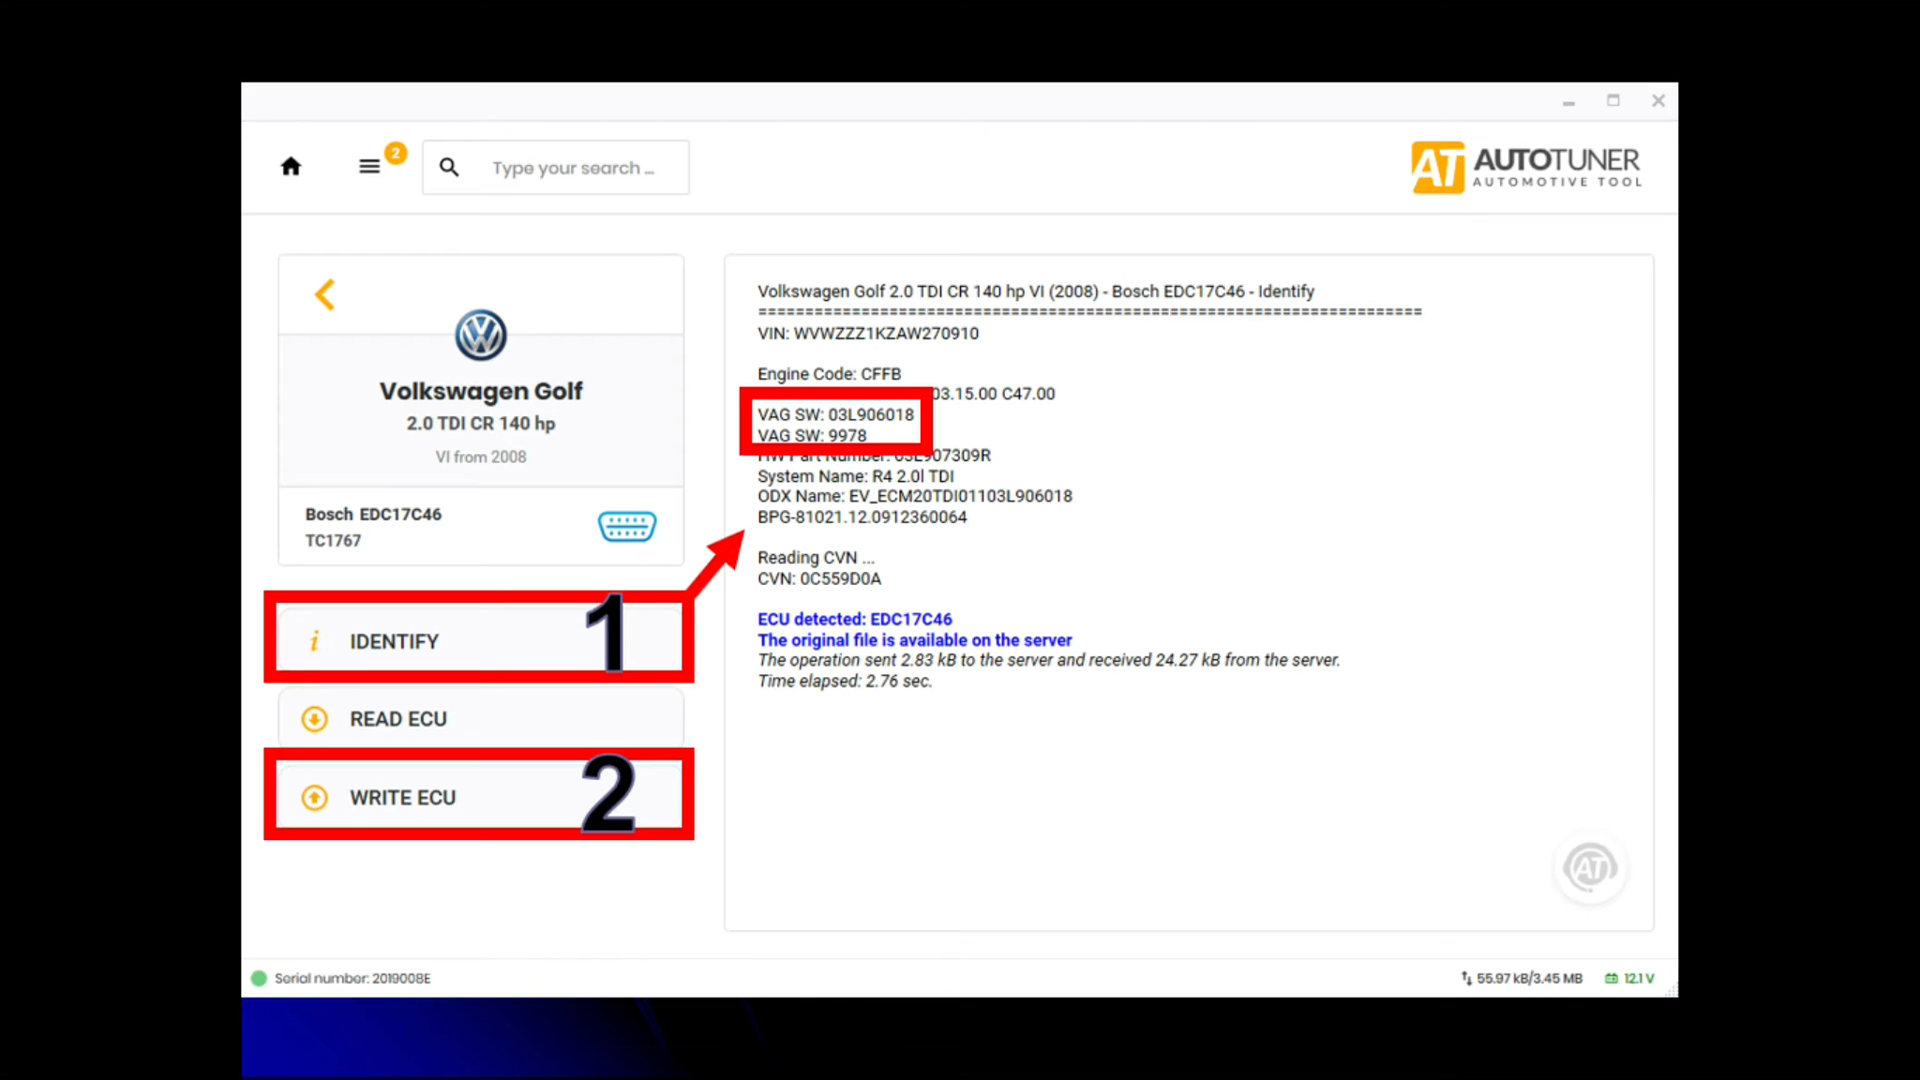 2
Type your search ...
AT AUTOTUNER
AUTOMOTIVE TOOL
Volkswagen Golf
2.0 TDI CR 140 hp
VI from 2008
Bosch EDC17C46
TC1767
IDENTIFY
1
READ ECU
WRITE ECU
2
Volkswagen Golf 2.0 TDI CR 140 hp VI (2008) - Bosch EDC17C46 - Identify
=======================================================================
VIN: WVWZZZ1KZAW270910
Engine Code: CFFB
03.15.00 C47.00
VAG SW: 03L906018
VAG SW: 9978
HW Part Number: 03L907309R
System Name: R4 2.0l TDI
ODX Name: EV_ECM20TDI01103L906018
BPG-81021.12.0912360064
Reading CVN ...
CVN: 0C559D0A
ECU detected: EDC17C46
The original file is available on the server
The operation sent 2.83 kB to the server and received 24.27 kB from the server.
Time elapsed: 2.76 sec.
AT
Serial number: 2019008E
55.97 kB/3.45 MB
12.1 V